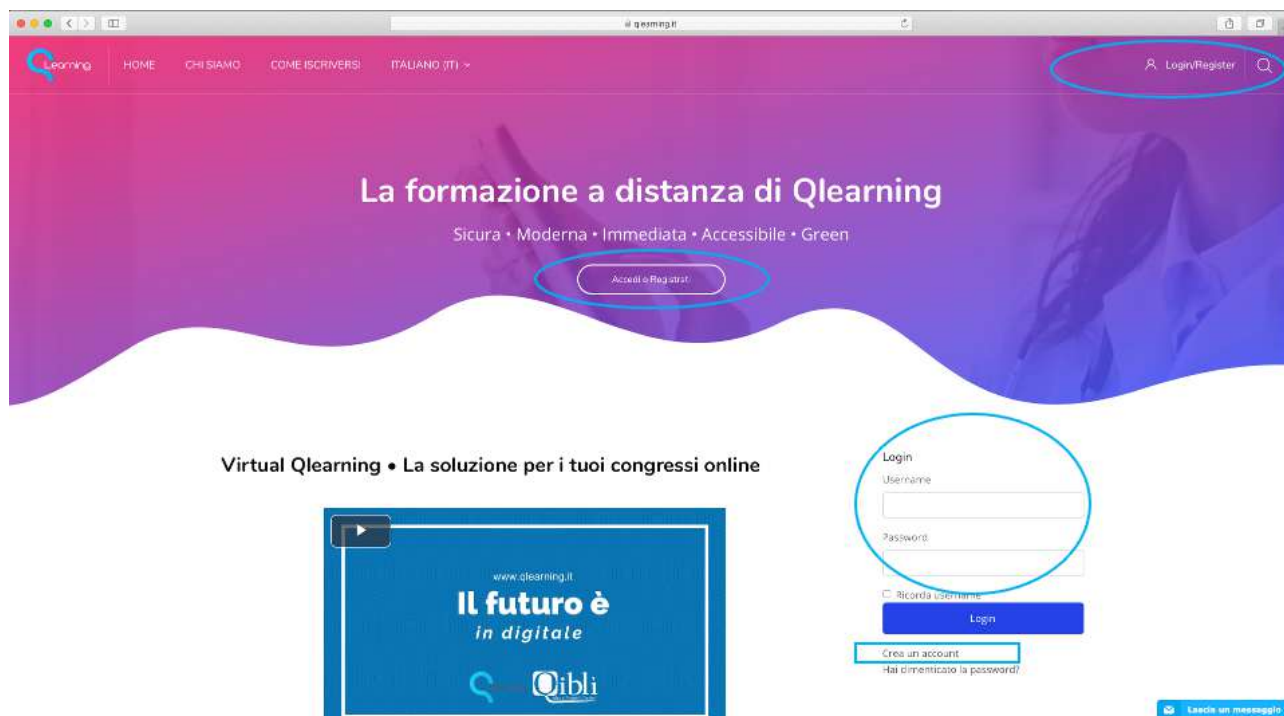 qlearning.it
Learning
HOME CHI SIAMO COME ISCRIVERSI ITALIANO (IT)
Login/Register
La formazione a distanza di Qlearning
Sicura • Moderna • Immediata • Accessibile • Green
Accedi o Registrati
Virtual Qlearning • La soluzione per i tuoi congressi online
www.qlearning.it
Il futuro è
in digitale
Qibli
Login
Username
Password
Ricorda username
Login
Crea un account
Hai dimenticato la password?
Lascia un messaggio